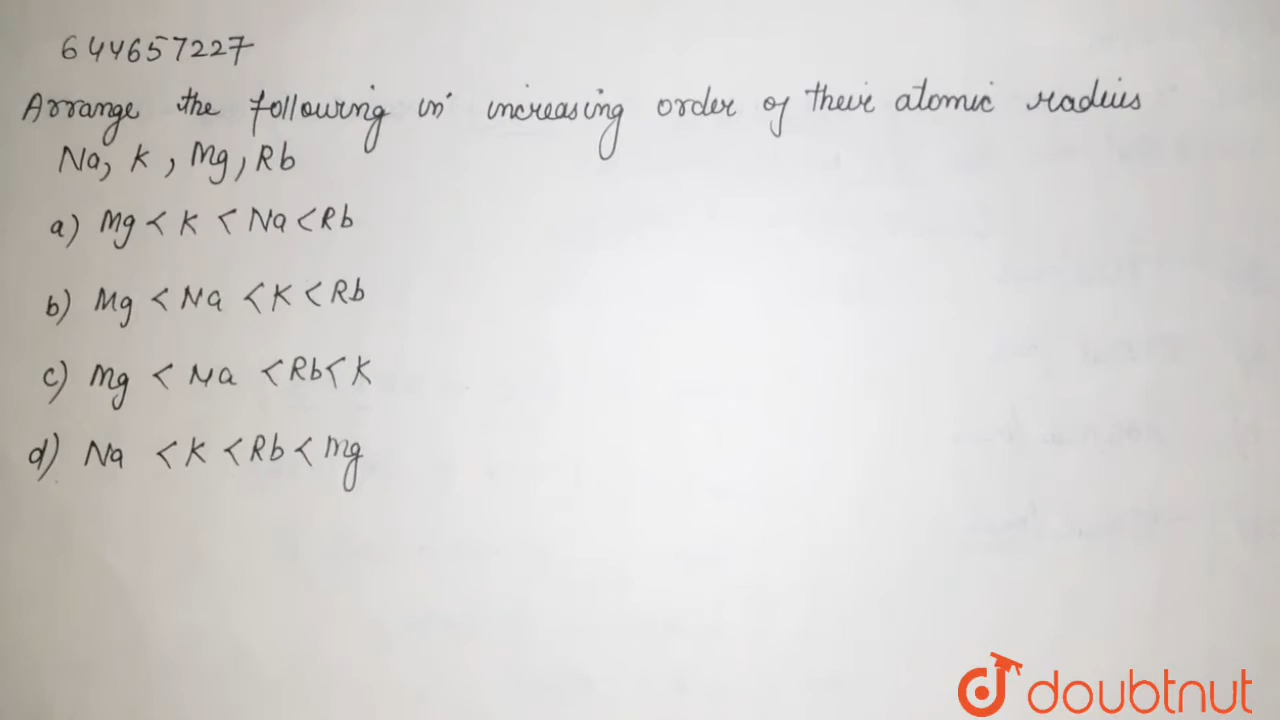 644657227
Arrange the following in increasing order of their atomic radius
Na, K, Mg, Rb
a) Mg < K < Na < Rb
b) Mg < Na < K < Rb
c) Mg < Na < Rb < K
d) Na < K < Rb < Mg
doubtnut